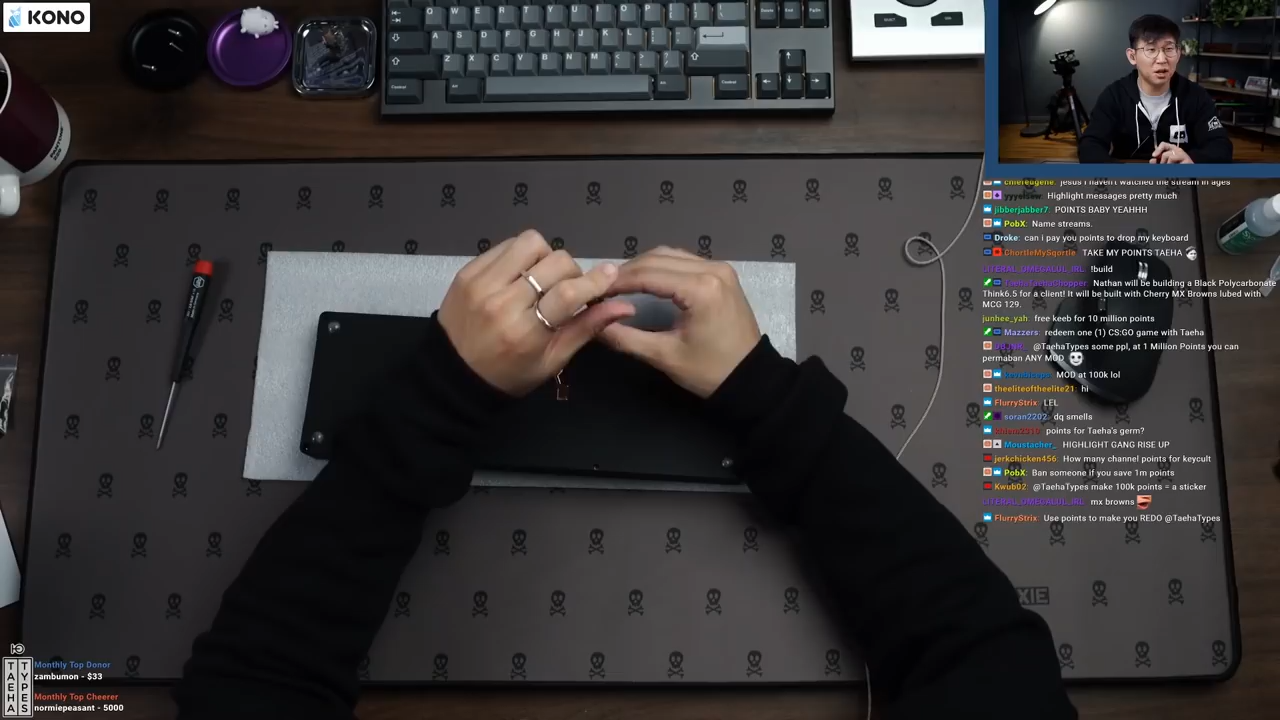 KONO
chiefeugene: jesus I haven't watched the stream in ages
Highlight messages pretty much
jibberjabber7: POINTS BABY YEAHHH
PobX: Name streams.
Droke: can i pay you points to drop my keyboard
ChortleMySqortle TAKE MY POINTS TAEHA
LITERAL_OMEGALUL_IRL !build
TaehaTaehaChopper: Nathan will be building a Black Polycarbonate
Think6.5 for a client! It will be built with Cherry MX Browns lubed with
MCG 129.
junhee_yah: free keeb for 10 million points
Mazzers: redeem one (1) CS:GO game with Taeha
@TaehaTypes some ppl, at 1 Million Points you can
permaban ANY MOD
MOD at 100k lol
theeliteoftheelite21: hi
FlurryStrix: LEL
soran2202: dq smells
points for Taeha's germ?
Moustacher_ HIGHLIGHT GANG RISE UP
jerkchicken456: How many channel points for keycult
PobX: Ban someone if you save 1m points
Kwub02: @TaehaTypes make 100k points = a sticker
LITERAL_OMEGALUL_IRL mx browns
FlurryStrix: Use points to make you REDO @TaehaTypes
TAEHA TYPES
Monthly Top Donor
zambumon - $33
Monthly Top Cheerer
normiepeasant - 5000